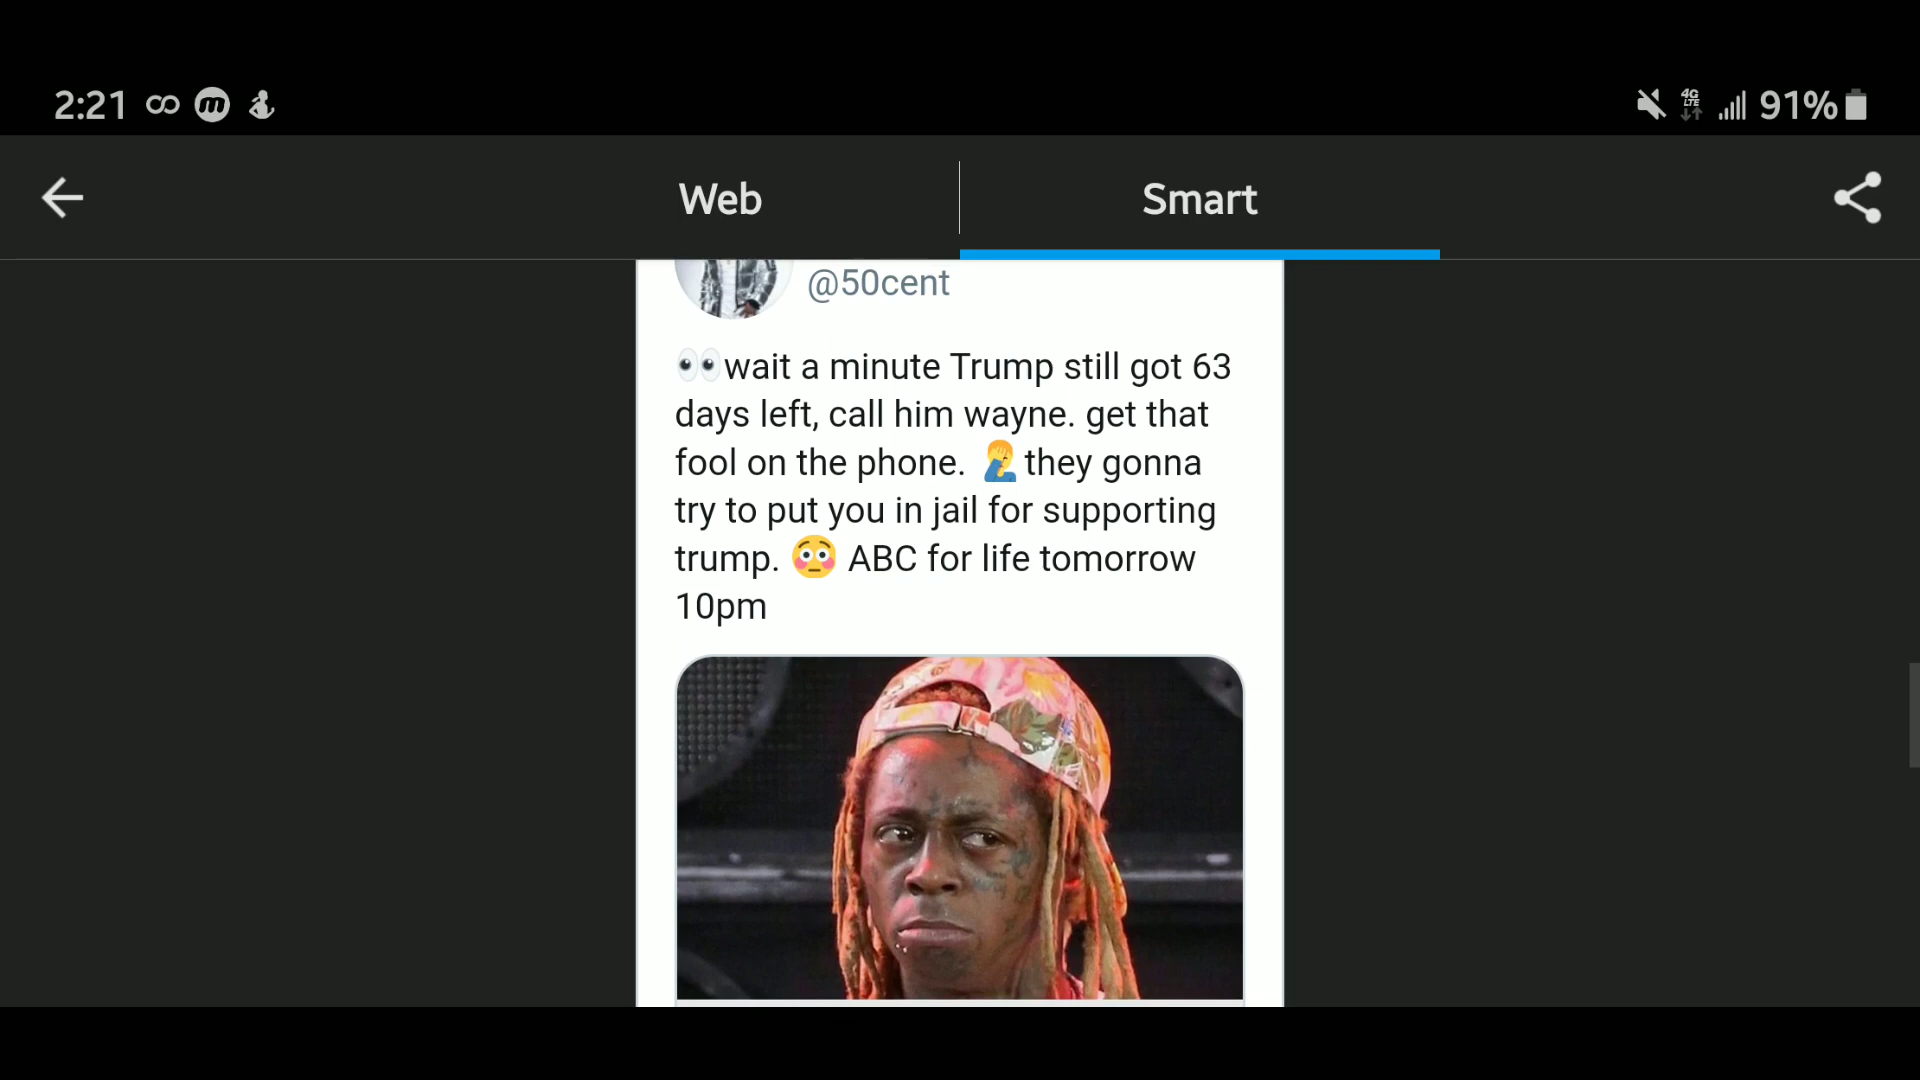 2:21
4G
LTE
91%
Web
Smart
@50cent
👀wait a minute Trump still got 63
days left, call him wayne. get that
fool on the phone. 🤦‍♂️they gonna
try to put you in jail for supporting
trump. 😳 ABC for life tomorrow
10pm